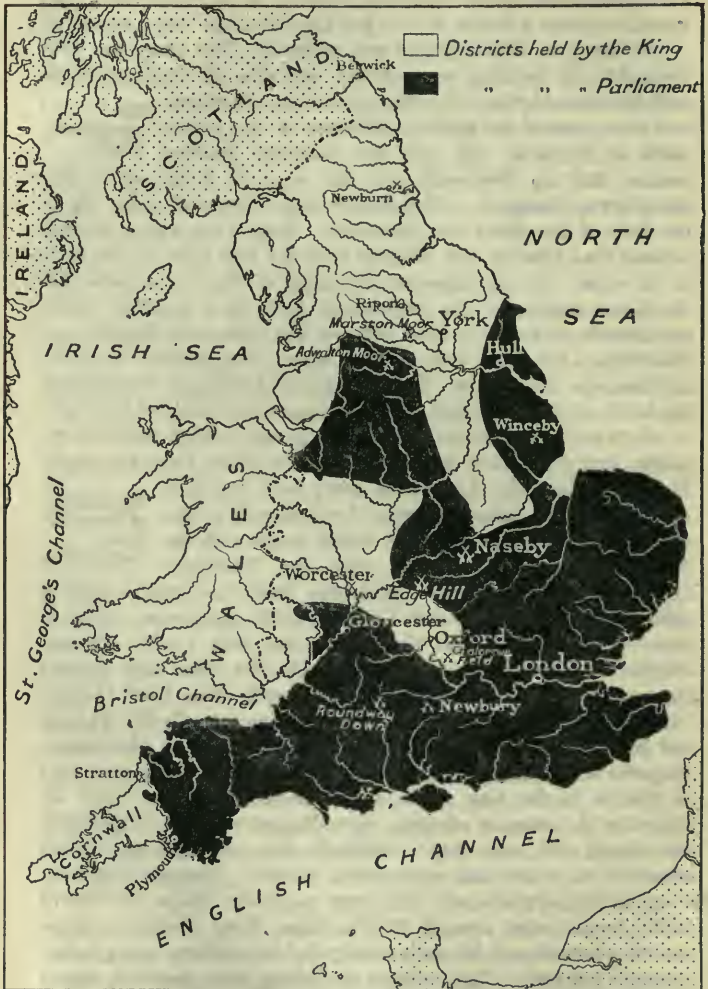 Districts held by the King
" " " Parliament
SCOTLAND
Berwick
IRELAND
Newburn
NORTH
SEA
Ripon
Marston Moor
York
IRISH SEA
Adwalton Moor
Hull
Winceby
St. George's Channel
WALES
Naseby
Worcester
Edge Hill
Gloucester
Oxford
Chalgrove
Field
London
Bristol Channel
Roundway
Down
Newbury
Stratton
Cornwall
Plymouth
ENGLISH CHANNEL